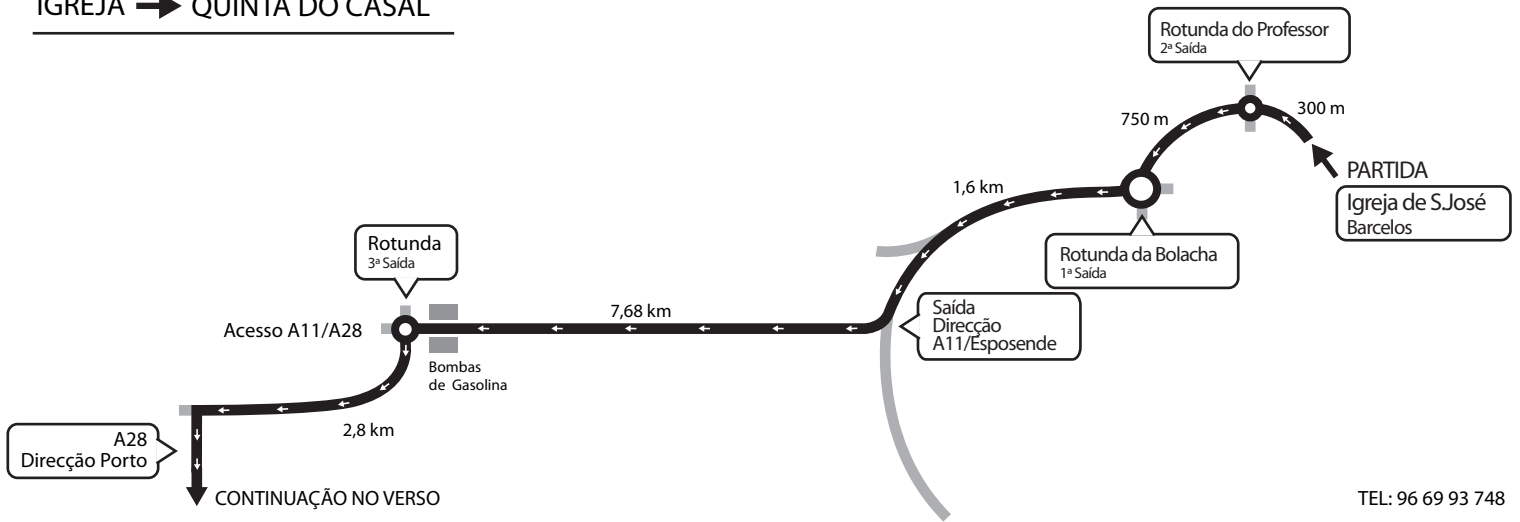 IGREJA QUINTA DO CASAL
Rotunda do Professor
2ª Saída
300 m
750 m
PARTIDA
Igreja de S.José
Barcelos
1,6 km
Rotunda da Bolacha
1ª Saída
Saída
Direcção
A11/Esposende
7,68 km
Rotunda
3ª Saída
Acesso A11/A28
Bombas
de Gasolina
2,8 km
A28
Direcção Porto
CONTINUAÇÃO NO VERSO
TEL: 96 69 93 748